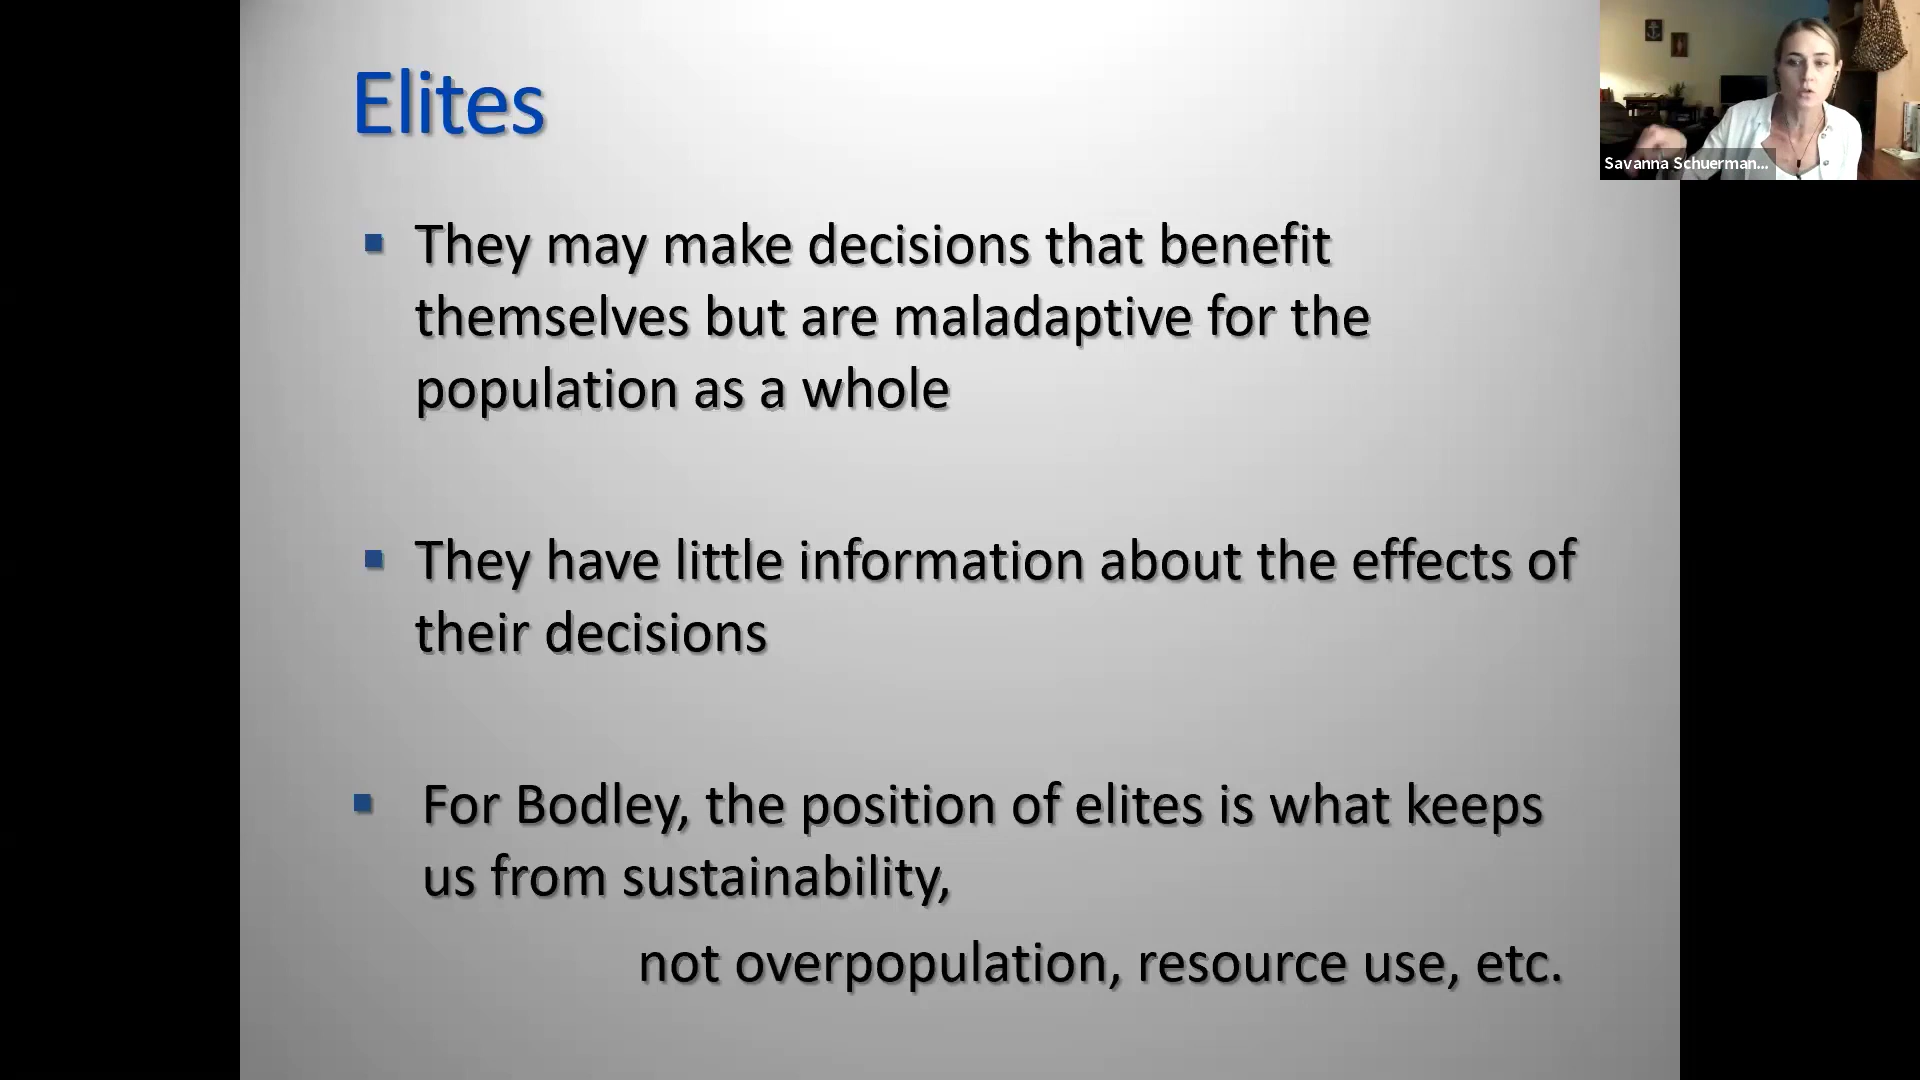 Elites
Savanna Schuerman...
▪ They may make decisions that benefit
themselves but are maladaptive for the
population as a whole
▪ They have little information about the effects of
their decisions
▪ For Bodley, the position of elites is what keeps
us from sustainability,
not overpopulation, resource use, etc.